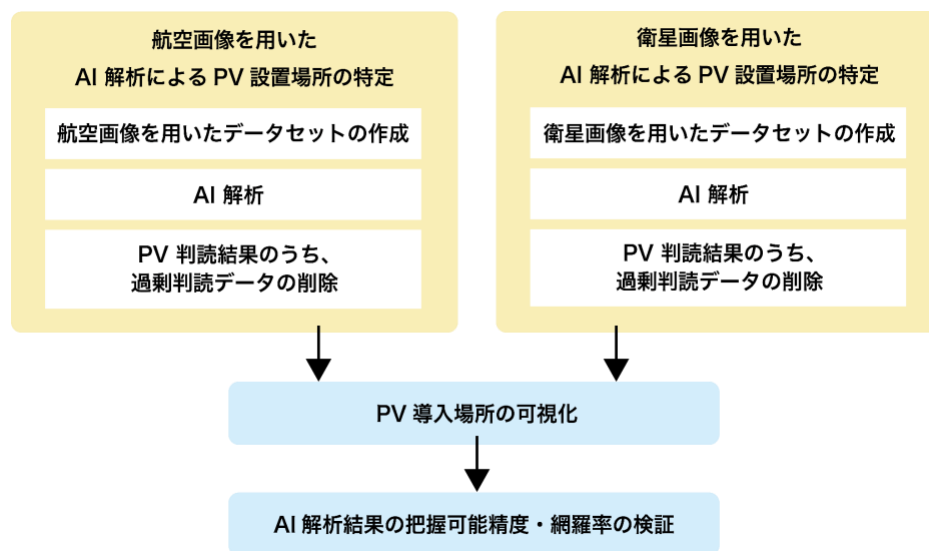 航空画像を用いた
AI 解析による PV 設置場所の特定
航空画像を用いたデータセットの作成
AI 解析
PV 判読結果のうち、
過剰判読データの削除
衛星画像を用いた
AI 解析による PV 設置場所の特定
衛星画像を用いたデータセットの作成
AI 解析
PV 判読結果のうち、
過剰判読データの削除
PV 導入場所の可視化
AI 解析結果の把握可能精度・網羅率の検証